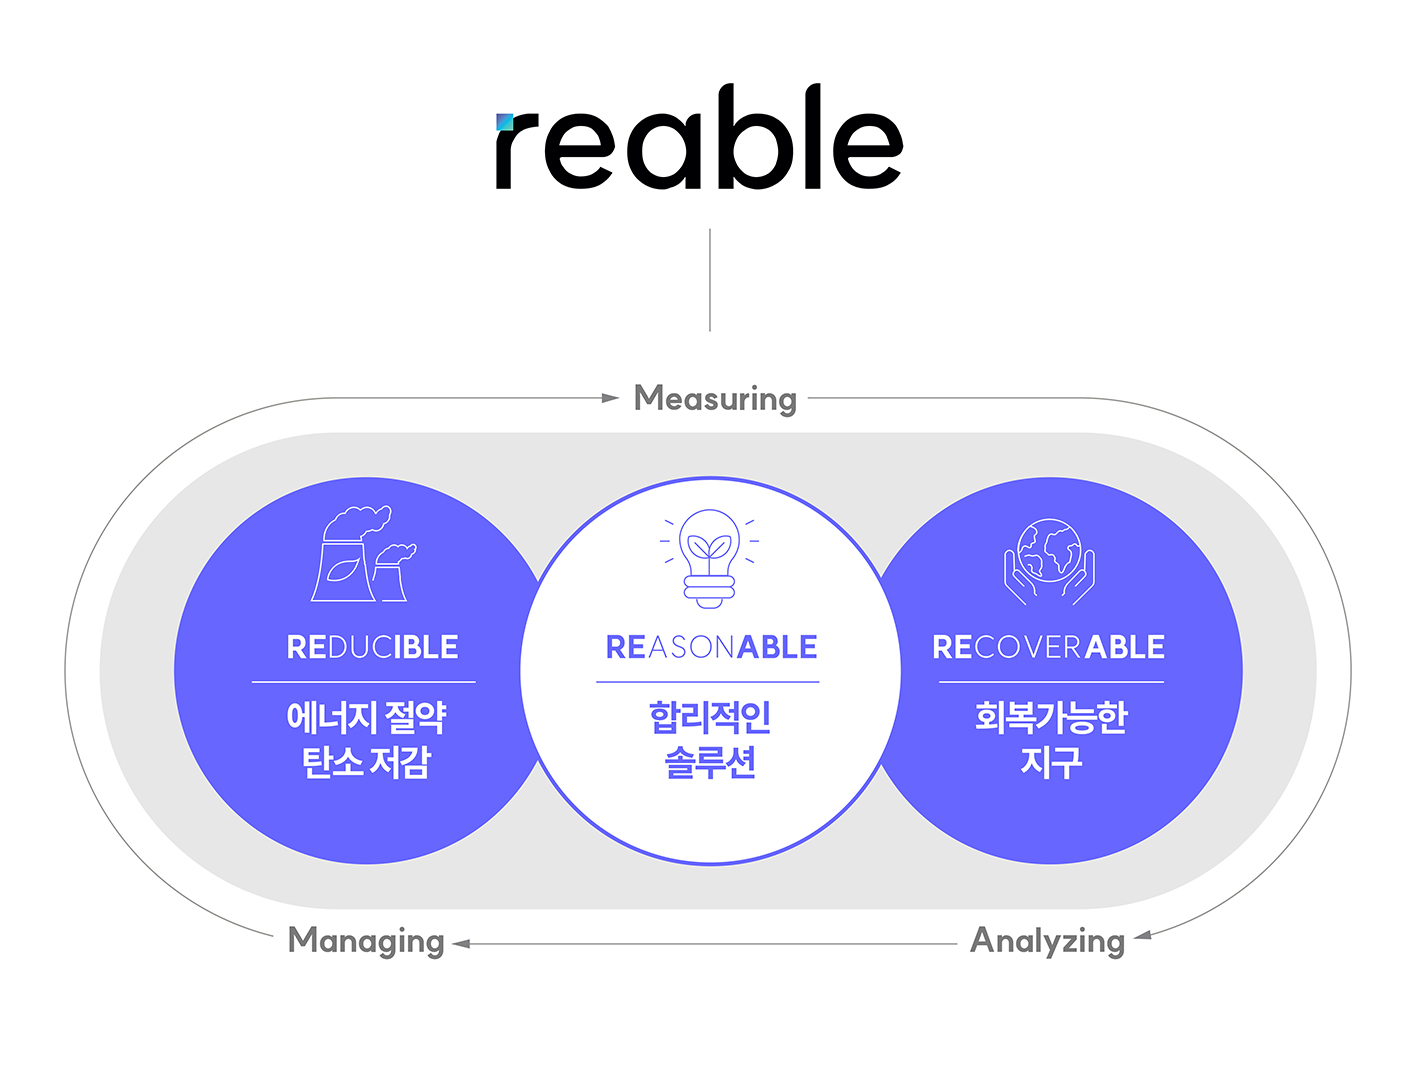 reable
Measuring
REDUCIBLE
에너지 절약
탄소 저감
REASONABLE
합리적인
솔루션
RECOVERABLE
회복가능한
지구
Managing
Analyzing